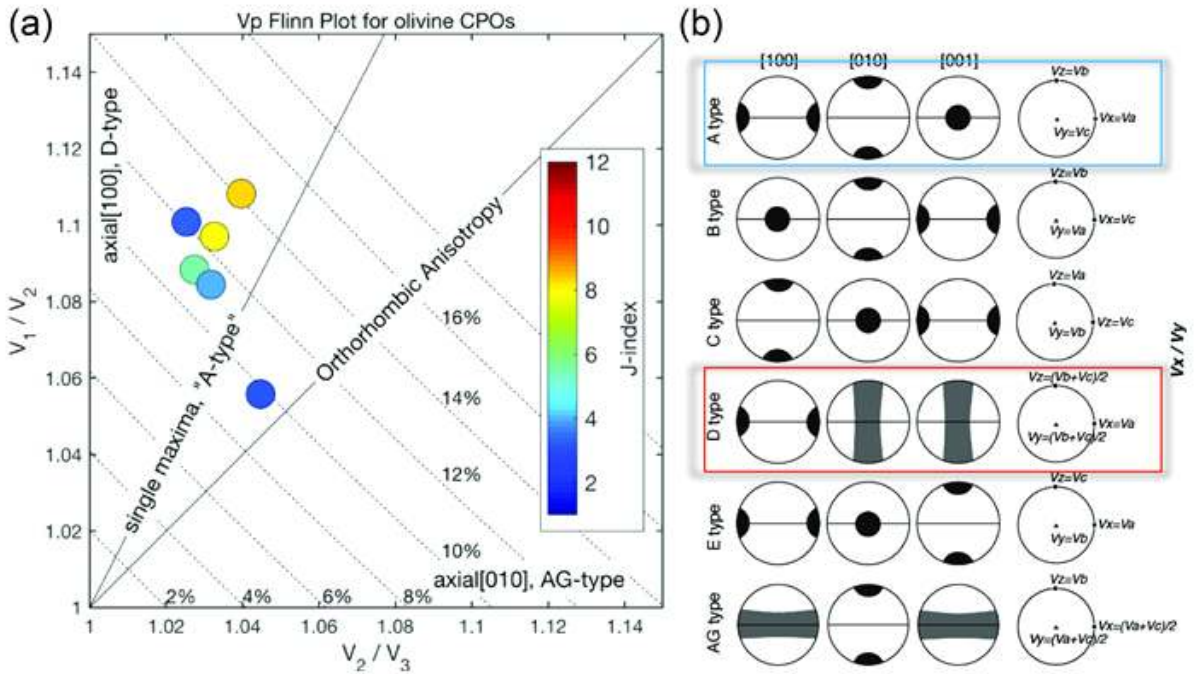 (a)
Vp Flinn Plot for olivine CPOs
1.14
1.12
1.1
1.08
1.06
1.04
1.02
1
V1 / V2
axial[100], D-type
single maxima, "A-type"
Orthorhombic Anisotropy
16%
14%
12%
10%
axial[010], AG-type
2%
4%
6%
8%
1
1.02
1.04
1.06
1.08
1.1
1.12
1.14
V2 / V3
12
10
8
6
4
2
J-index
(b)
[100]
[010]
[001]
A type
Vz=Vb
Vx=Va
Vy=Vc
B type
Vz=Vb
Vx=Vc
Vy=Va
C type
Vz=Va
Vz=Vc
Vy=Vb
D type
Vz=(Vb+Vc)/2
Vx=Va
Vy=(Vb+Vc)/2
E type
Vz=Vc
Vx=Va
Vy=Vb
AG type
Vz=Vb
Vx=(Va+Vc)/2
Vy=(Va+Vc)/2
Vx / Vy